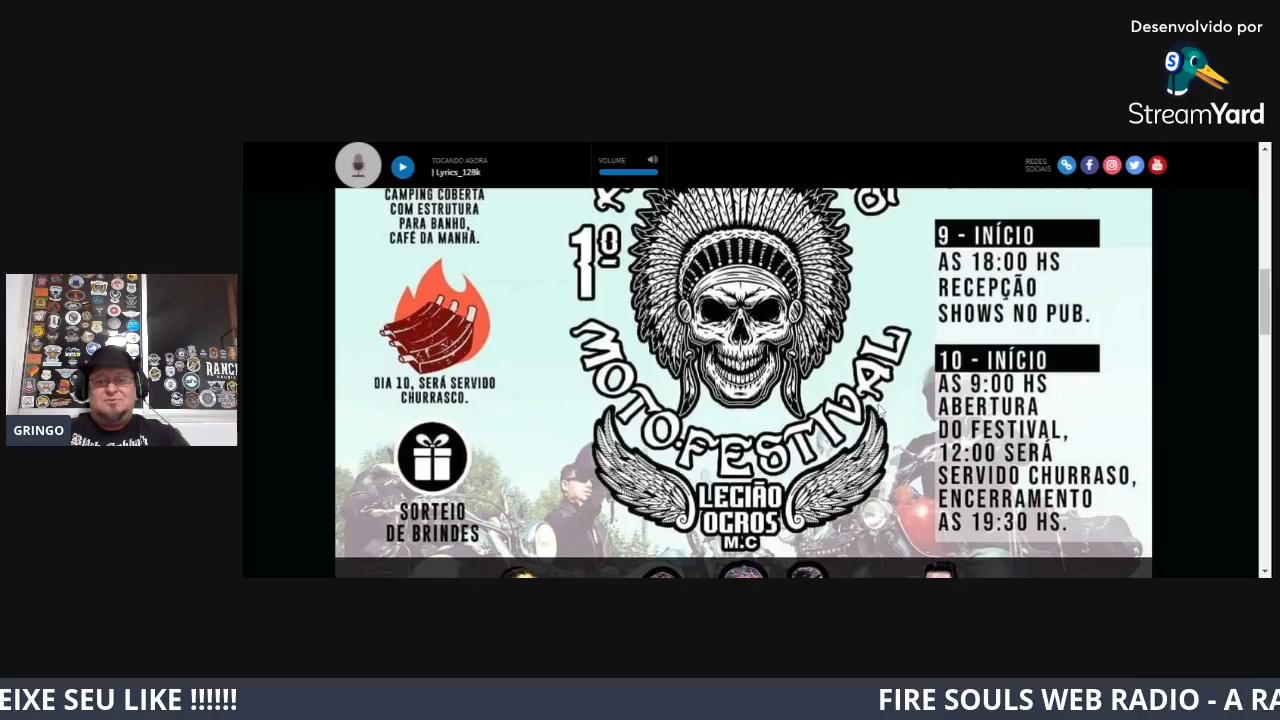 Desenvolvido por
StreamYard
TOCANDO AGORA
| Lyrics_128k
VOLUME
REDES
SOCIAIS
CAMPING COBERTA
COM ESTRUTURA
PARA BANHO,
CAFÉ DA MANHÃ.
DIA 10, SERÁ SERVIDO
CHURRASCO.
SORTEIO
DE BRINDES
1º
MOTO-FESTIVAL
LEGIÃO
OGROS
M.C
9 - INÍCIO
AS 18:00 HS
RECEPÇÃO
SHOWS NO PUB.
10 - INÍCIO
AS 9:00 HS
ABERTURA
DO FESTIVAL,
12:00 SERÁ
SERVIDO CHURRASO,
ENCERRAMENTO
AS 19:30 HS.
GRINGO
EIXE SEU LIKE !!!!!!
FIRE SOULS WEB RADIO - A RA